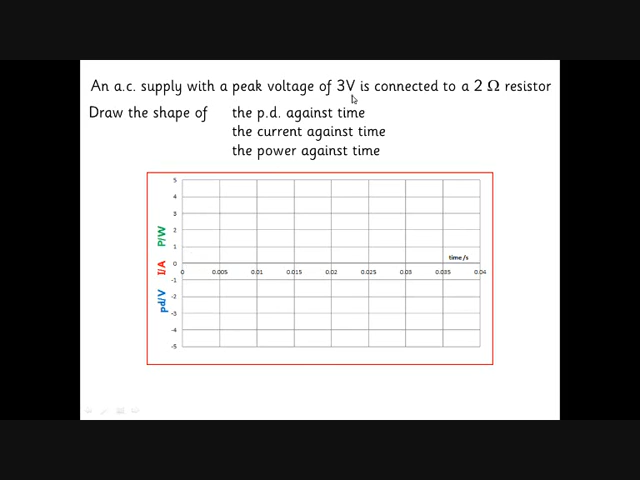 An a.c. supply with a peak voltage of 3V is connected to a 2 Ω resistor
Draw the shape of the p.d. against time
the current against time
the power against time
5
4
3
2
1
0
-1
-2
-3
-4
-5
pd/V I/A P/W
time /s
0 0.005 0.01 0.015 0.02 0.025 0.03 0.035 0.04